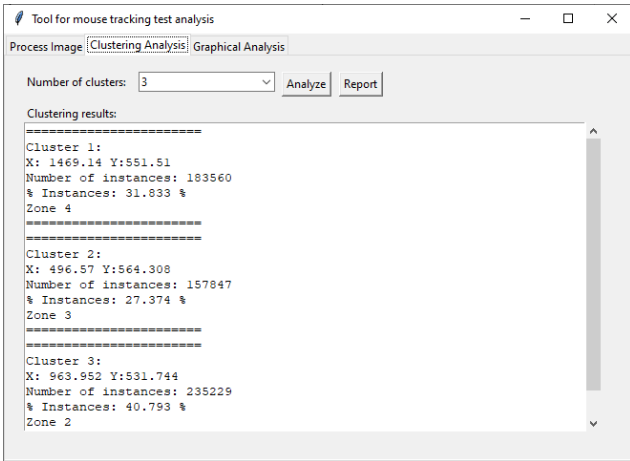 Tool for mouse tracking test analysis
Process Image Clustering Analysis Graphical Analysis
Number of clusters: 3 Analyze Report
Clustering results:
========================
Cluster 1:
X: 1469.14 Y:551.51
Number of instances: 183560
% Instances: 31.833 %
Zone 4
========================
========================
Cluster 2:
X: 496.57 Y:564.308
Number of instances: 157847
% Instances: 27.374 %
Zone 3
========================
========================
Cluster 3:
X: 963.952 Y:531.744
Number of instances: 235229
% Instances: 40.793 %
Zone 2